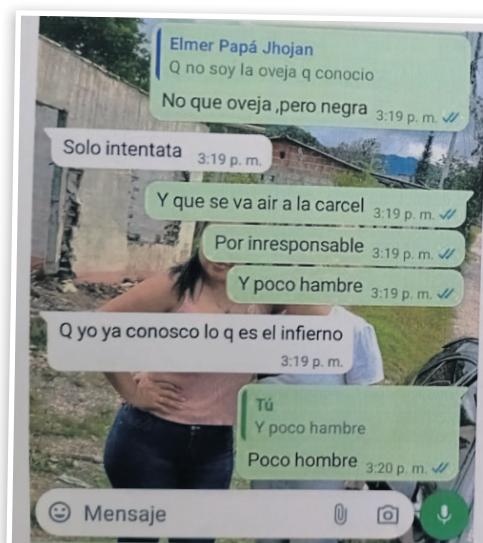 Elmer Papá Jhojan
Q no soy la oveja q conocio
No que oveja ,pero negra 3:19 p. m.
Solo intentata 3:19 p. m.
Y que se va air a la carcel 3:19 p. m.
Por inresponsable 3:19 p. m.
Y poco hambre 3:19 p. m.
Q yo ya conosco lo q es el infierno
3:19 p. m.
Tú
Y poco hambre
Poco hombre 3:20 p. m.
Mensaje